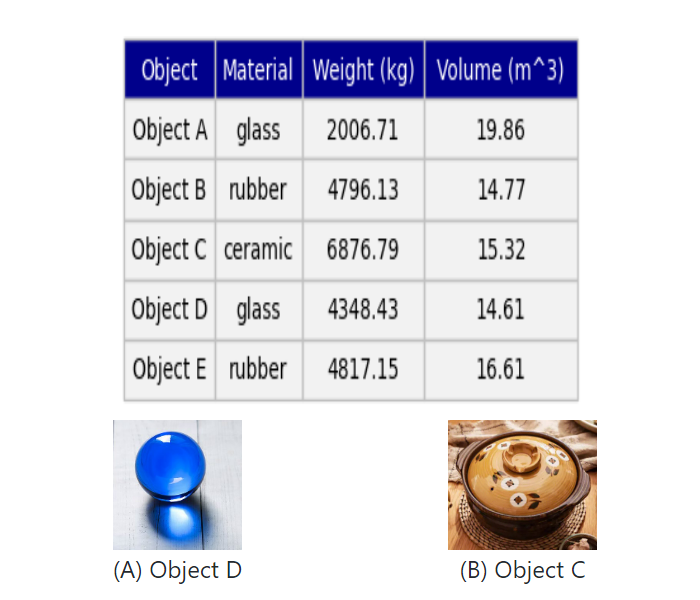 Object Material Weight (kg) Volume (m^3)
Object A glass 2006.71 19.86
Object B rubber 4796.13 14.77
Object C ceramic 6876.79 15.32
Object D glass 4348.43 14.61
Object E rubber 4817.15 16.61
(A) Object D (B) Object C